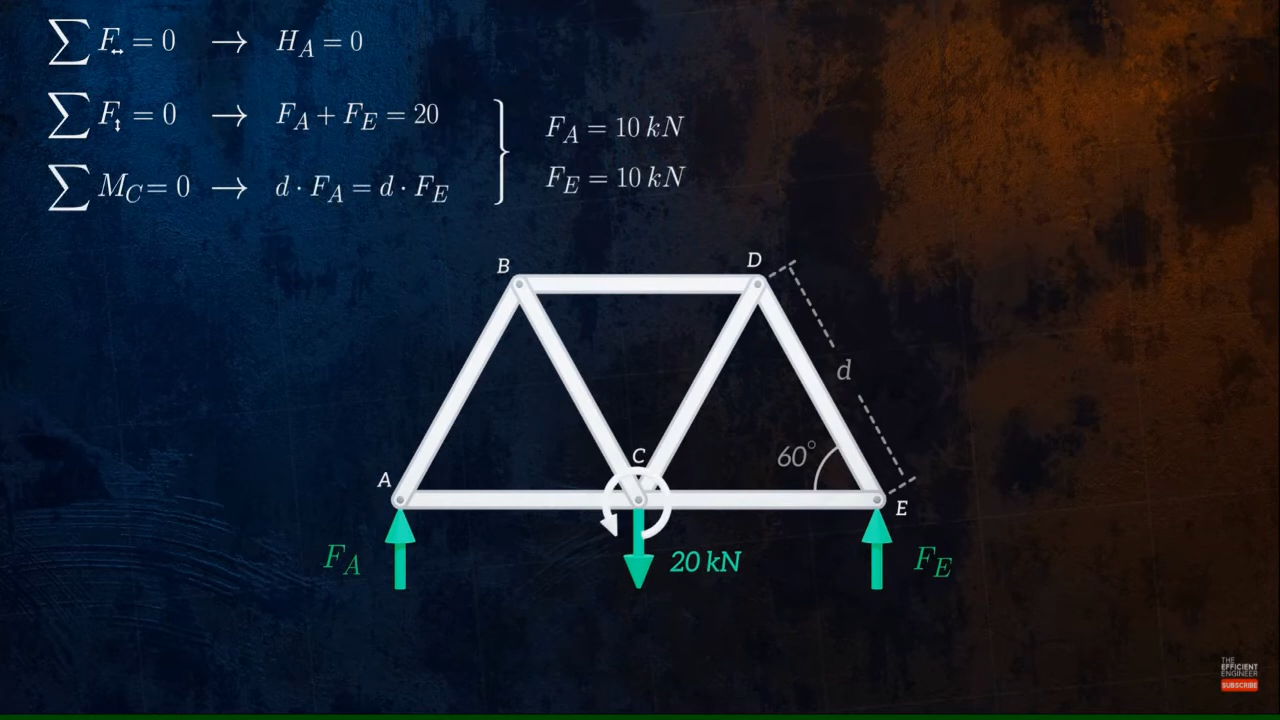 ∑ F↔ = 0 → H_A = 0
∑ F↕ = 0 → F_A + F_E = 20
F_A = 10 kN
∑ M_C = 0 → d · F_A = d · F_E
F_E = 10 kN
B
D
d
60°
C
A
E
F_A
20 kN
F_E
THE
EFFICIENT
ENGINEER
SUBSCRIBE